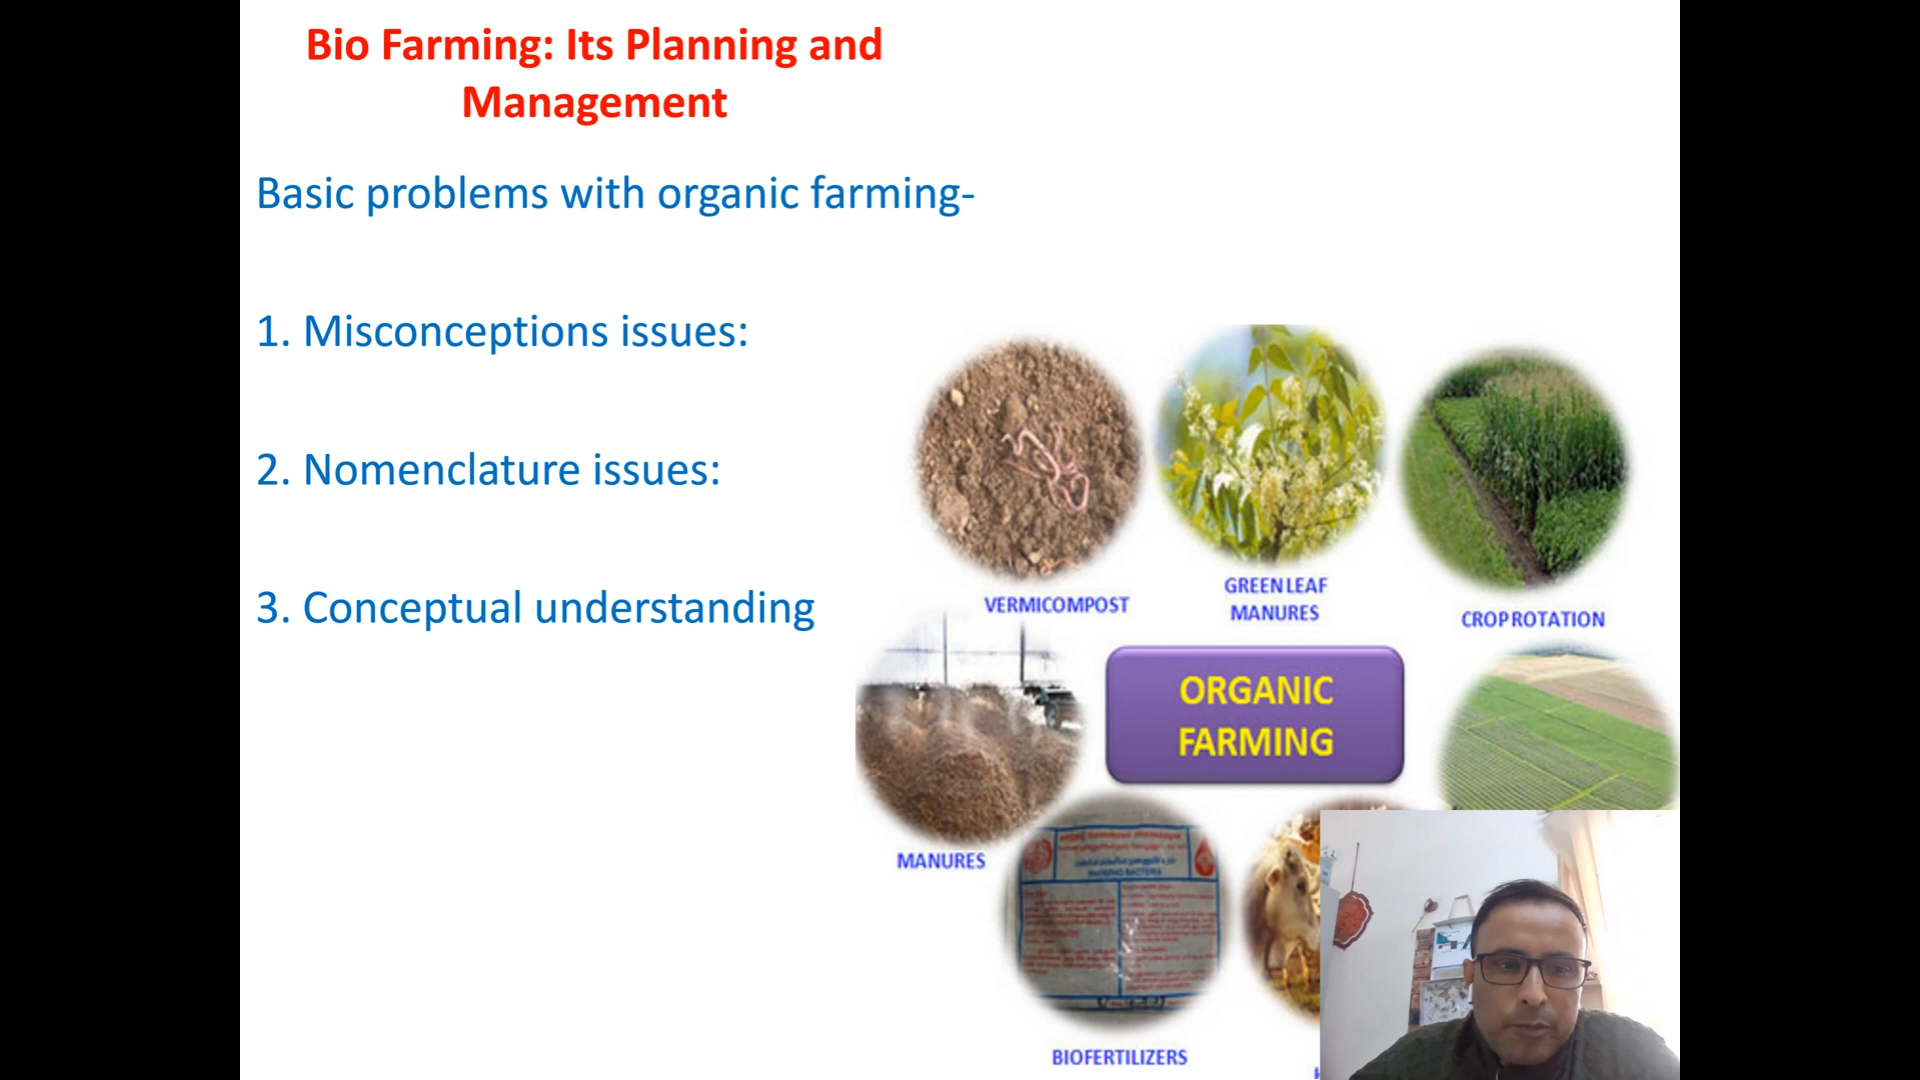 Bio Farming: Its Planning and
Management
Basic problems with organic farming-
1. Misconceptions issues:
2. Nomenclature issues:
3. Conceptual understanding
VERMICOMPOST
GREEN LEAF
MANURES
CROP ROTATION
ORGANIC
FARMING
MANURES
BIOFERTILIZERS